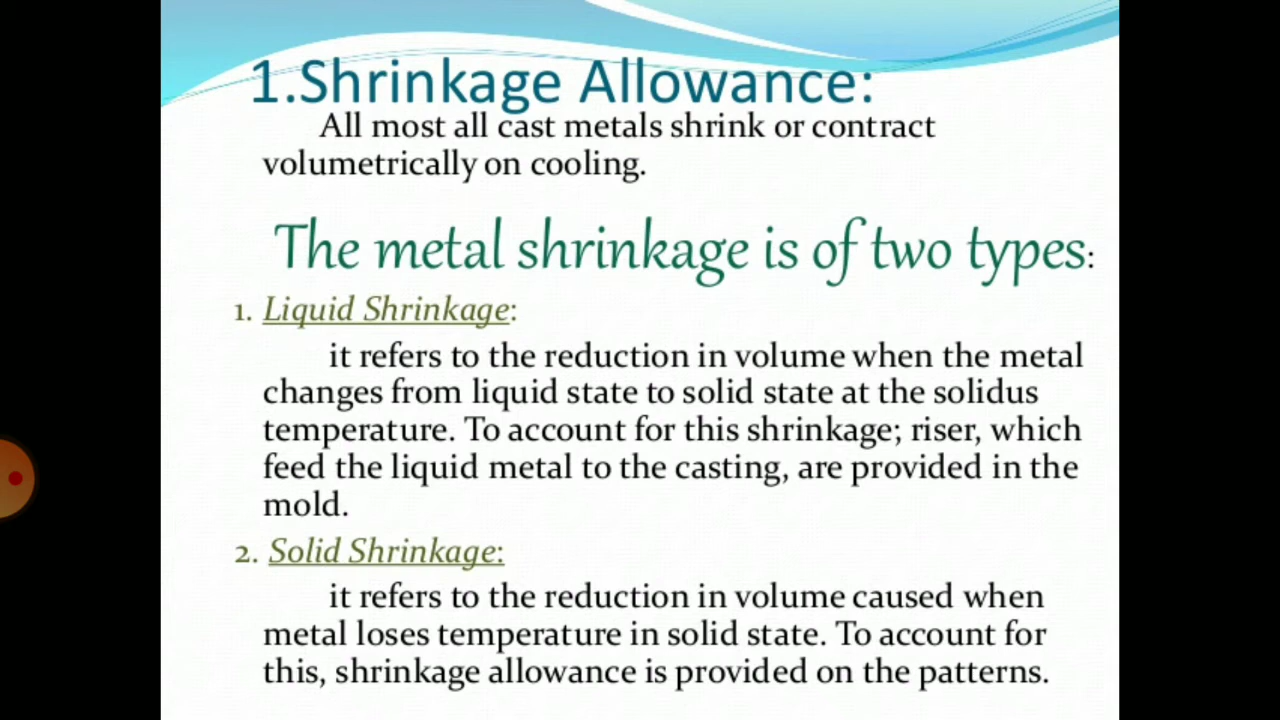 1.Shrinkage Allowance:
All most all cast metals shrink or contract
volumetrically on cooling.
The metal shrinkage is of two types:
1. Liquid Shrinkage:
it refers to the reduction in volume when the metal
changes from liquid state to solid state at the solidus
temperature. To account for this shrinkage; riser, which
feed the liquid metal to the casting, are provided in the
mold.
2. Solid Shrinkage:
it refers to the reduction in volume caused when
metal loses temperature in solid state. To account for
this, shrinkage allowance is provided on the patterns.